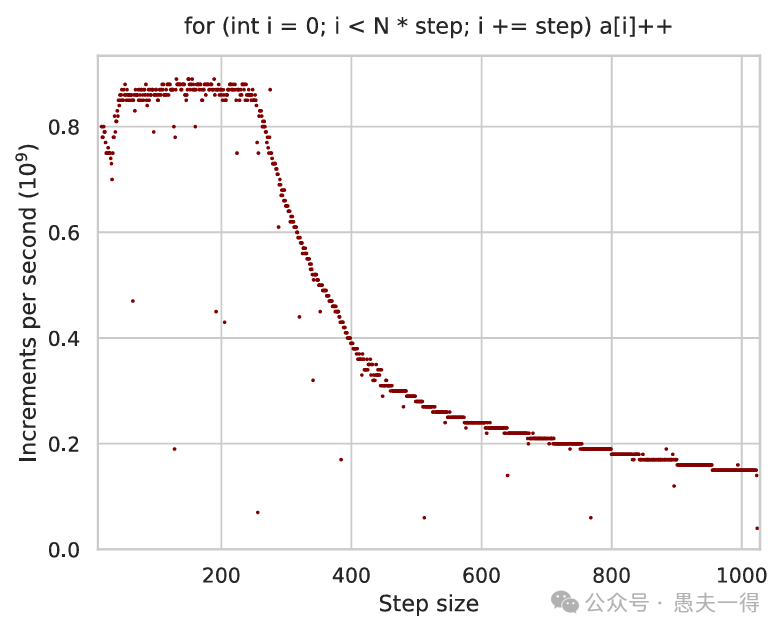 for (int i = 0; i < N * step; i += step) a[i]++
Increments per second (10⁹)
0.8
0.6
0.4
0.2
0.0
200 400 600 800 1000
Step size
公众号 · 愚夫一得